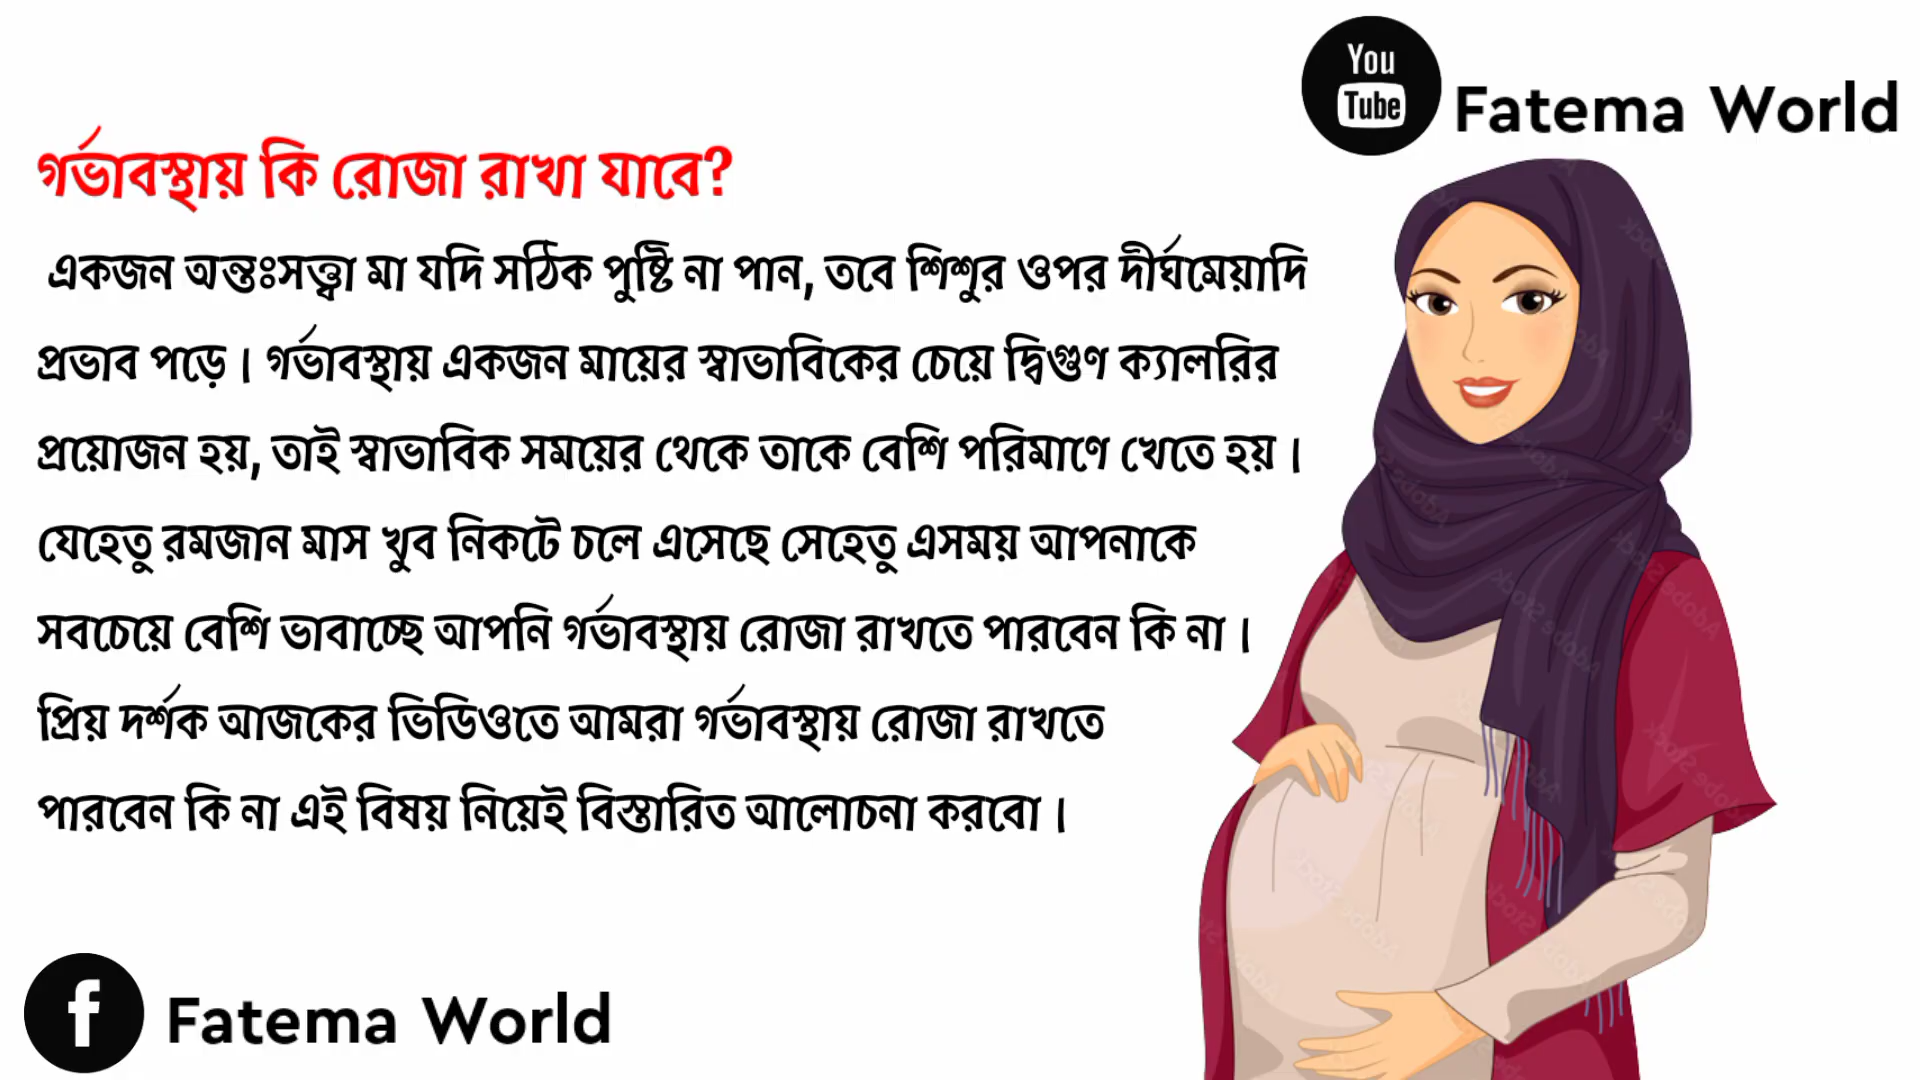 You
Tube
Fatema World
গর্ভাবস্থায় কি রোজা রাখা যাবে?
একজন অন্তঃসত্ত্বা মা যদি সঠিক পুষ্টি না পান, তবে শিশুর ওপর দীর্ঘমেয়াদি
প্রভাব পড়ে। গর্ভাবস্থায় একজন মায়ের স্বাভাবিকের চেয়ে দ্বিগুণ ক্যালরির
প্রয়োজন হয়, তাই স্বাভাবিক সময়ের থেকে তাকে বেশি পরিমাণে খেতে হয়।
যেহেতু রমজান মাস খুব নিকটে চলে এসেছে সেহেতু এসময় আপনাকে
সবচেয়ে বেশি ভাবাচ্ছে আপনি গর্ভাবস্থায় রোজা রাখতে পারবেন কি না।
প্রিয় দর্শক আজকের ভিডিওতে আমরা গর্ভাবস্থায় রোজা রাখতে
পারবেন কি না এই বিষয় নিয়েই বিস্তারিত আলোচনা করবো।
f Fatema World